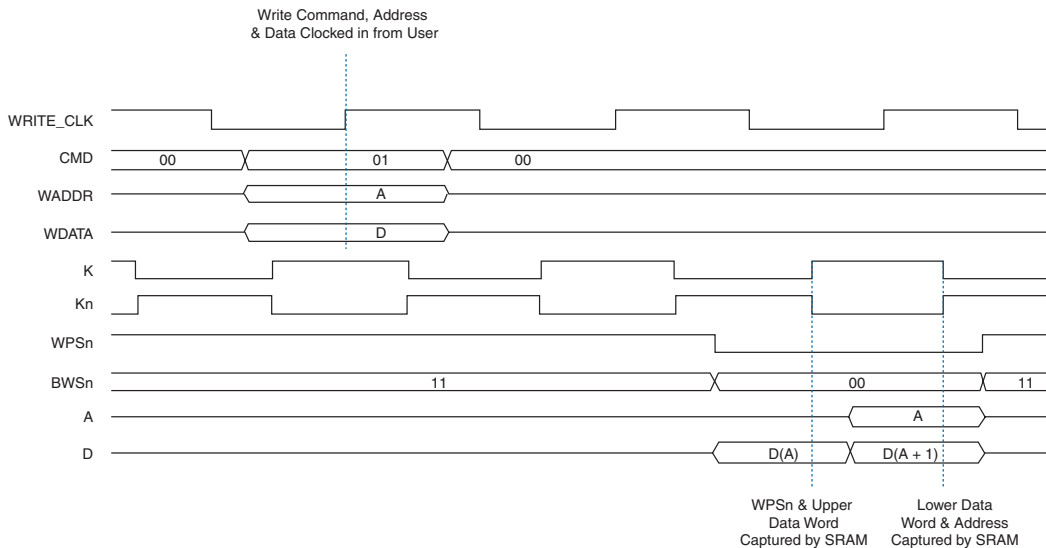 Write Command, Address
& Data Clocked in from User
WRITE_CLK
CMD 00 01 00
WADDR A
WDATA D
K
Kn
WPSn
BWSn 11 00 11
A A
D D(A) D(A + 1)
WPSn & Upper
Data Word
Captured by SRAM
Lower Data
Word & Address
Captured by SRAM